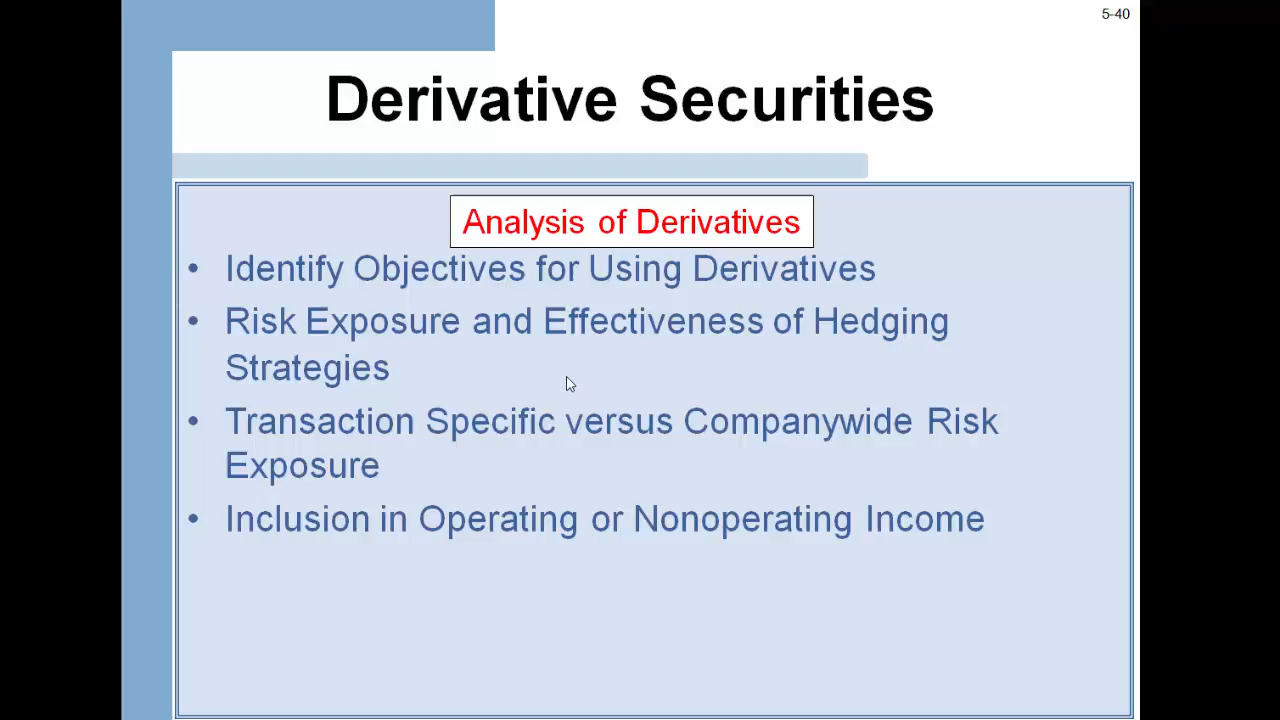 5-40
Derivative Securities
Analysis of Derivatives
• Identify Objectives for Using Derivatives
• Risk Exposure and Effectiveness of Hedging
Strategies
• Transaction Specific versus Companywide Risk
Exposure
• Inclusion in Operating or Nonoperating Income